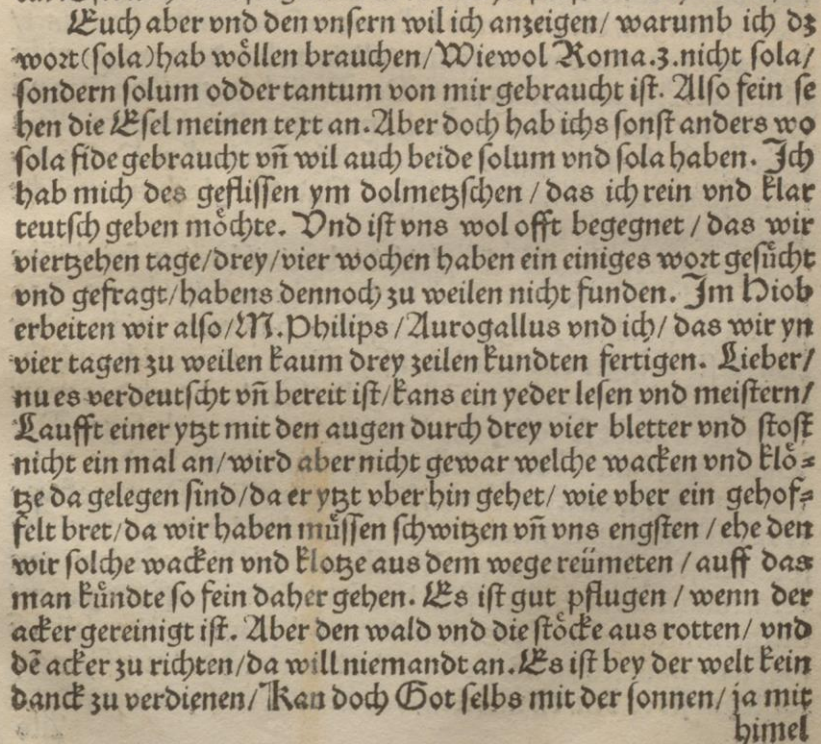 Euch aber vnd den vnsern wil ich anzeigen/ warumb ich dz
wort(sola)hab wöllen brauchen/Wiewol Roma.3.nicht sola/
sondern solum odder tantum von mir gebraucht ist. Also fein se
hen die Esel meinen text an.Aber doch hab ichs sonst anders wo
sola fide gebraucht vñ wil auch beide solum vnd sola haben. Ich
hab mich des geflissen ym dolmetzschen / das ich rein vnd klar
teutsch geben möchte. Vnd ist vns wol offt begegnet / das wir
viertzehen tage/drey/vier wochen haben ein einiges wort gesücht
vnd gefragt/habens dennoch zu weilen nicht funden. Im Hiob
erbeiten wir also/M.Philips /Aurogallus vnd ich/ das wir yn
vier tagen zu weilen kaum drey zeilen kundten fertigen. Lieber/
nu es verdeutscht vñ bereit ist/kans ein yeder lesen vnd meistern/
Laufft einer ytzt mit den augen durch drey vier bletter vnd stost
nicht ein mal an/wird aber nicht gewar welche wacken vnd klö⸗
tze da gelegen sind/da er ytzt vber hin gehet/ wie vber ein gehof⸗
felt bret/da wir haben müssen schwitzen vñ vns engsten / ehe den
wir solche wacken vnd klotze aus dem wege reümeten / auff das
man kündte so fein daher gehen. Es ist gut pflugen / wenn der
acker gereinigt ist. Aber den wald vnd die stöcke aus rotten/ vnd
dẽ acker zu richten/da will niemandt an.Es ist bey der welt kein
danck zu verdienen/Kan doch Got selbs mit der sonnen/ ja mit
himel